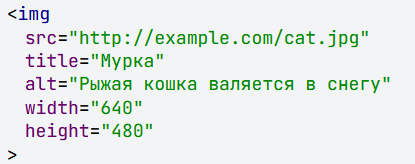 <img
src="http://example.com/cat.jpg"
title="Мурка"
alt="Рыжая кошка валяется в снегу"
width="640"
height="480"
>